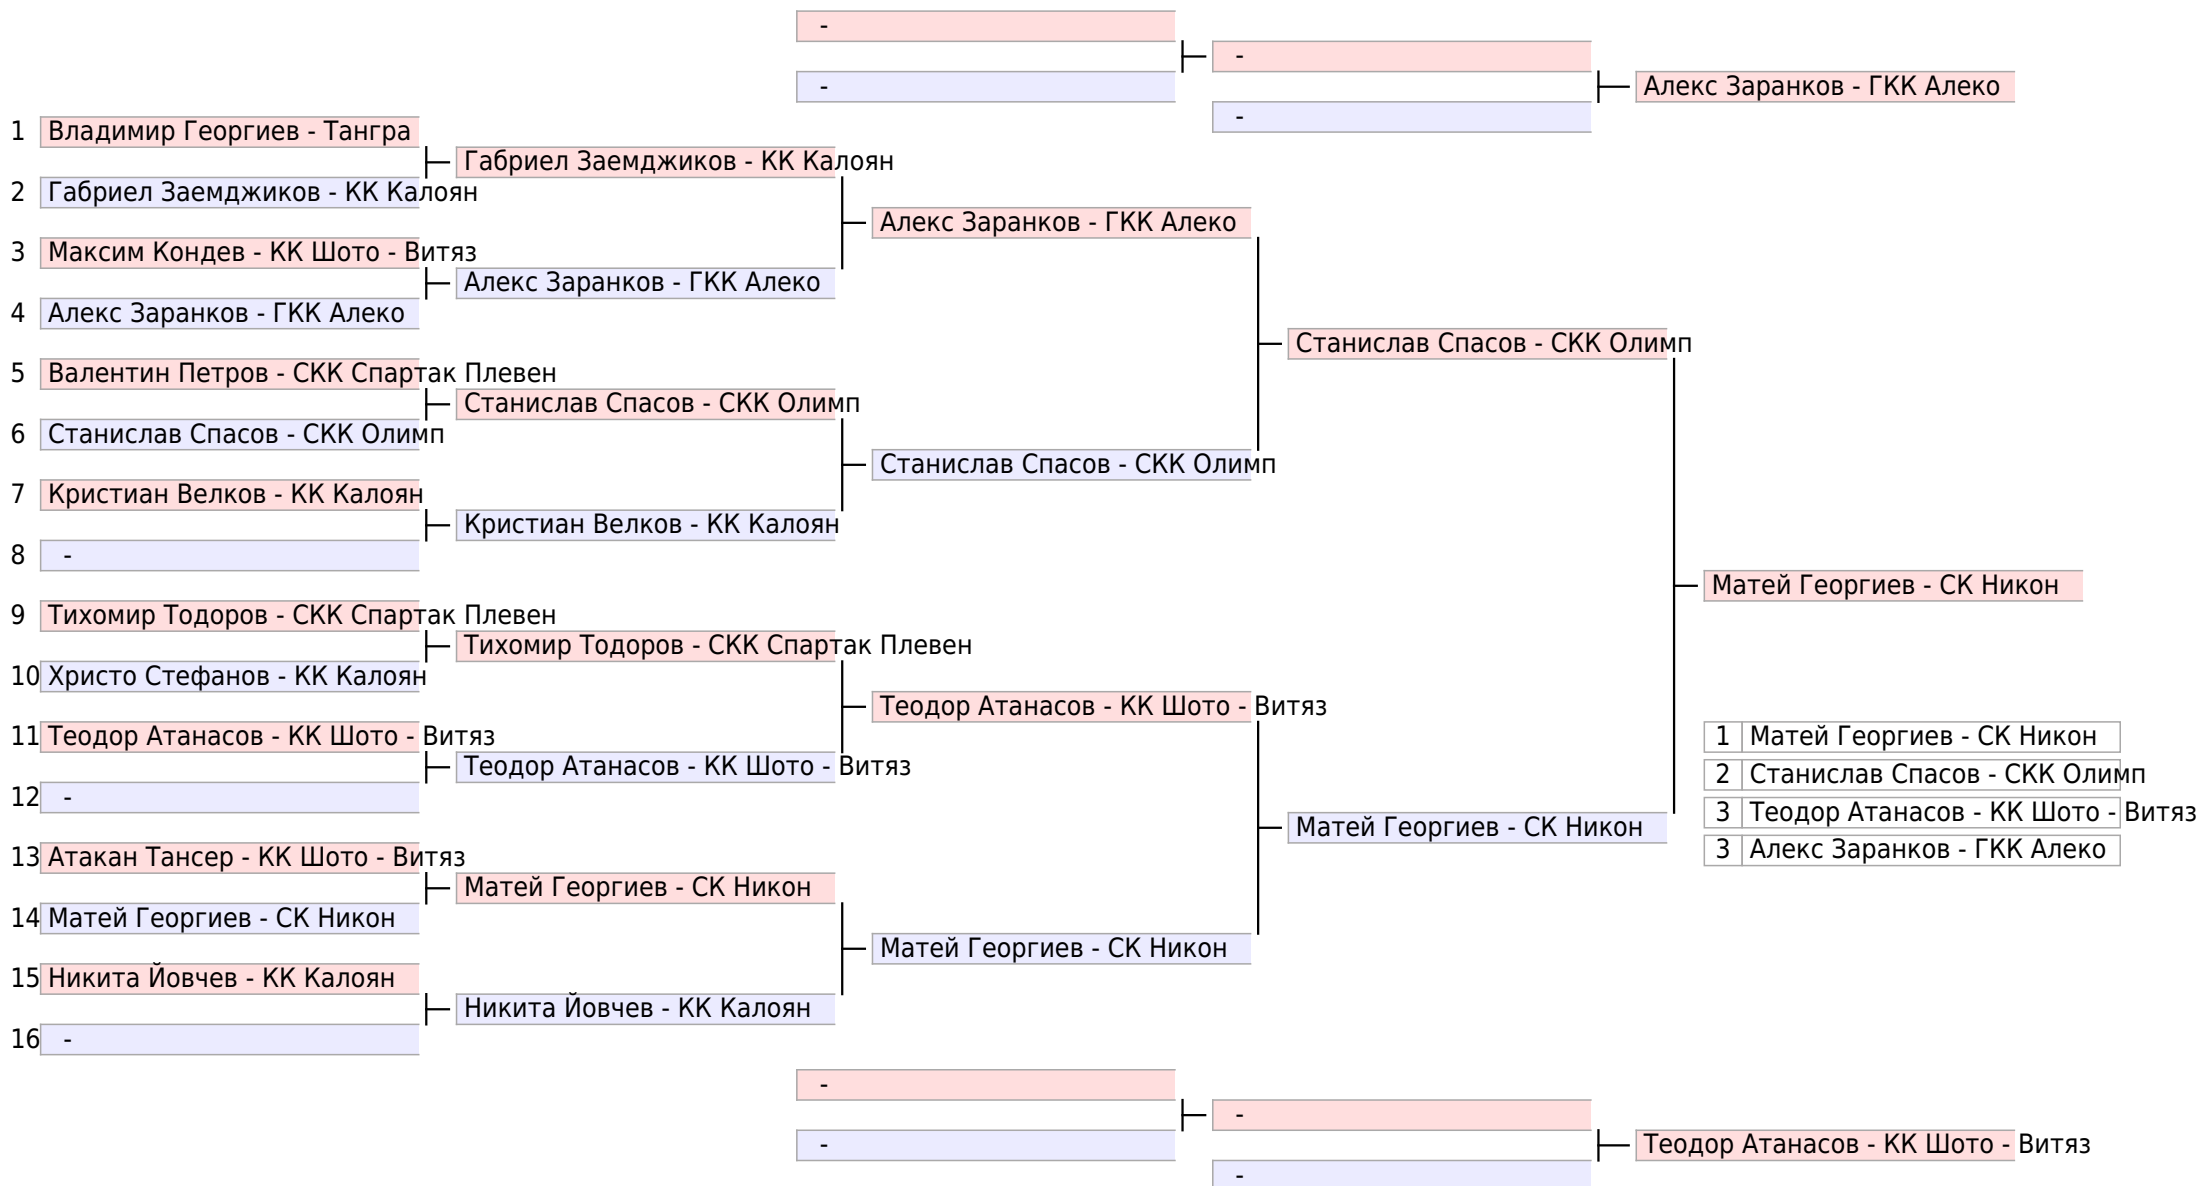 -
-
-
-
Алекс Заранков - ГКК Алеко
1 Владимир Георгиев - Тангра
2 Габриел Заемджиков - КК Калоян
3 Максим Кондев - КК Шото - Витяз
4 Алекс Заранков - ГКК Алеко
5 Валентин Петров - СКК Спартак Плевен
6 Станислав Спасов - СКК Олимп
7 Кристиан Велков - КК Калоян
8 -
9 Тихомир Тодоров - СКК Спартак Плевен
10 Христо Стефанов - КК Калоян
11 Теодор Атанасов - КК Шото - Витяз
12 -
13 Атакан Тансер - КК Шото - Витяз
14 Матей Георгиев - СК Никон
15 Никита Йовчев - КК Калоян
16 -
Габриел Заемджиков - КК Калоян
Алекс Заранков - ГКК Алеко
Станислав Спасов - СКК Олимп
Кристиан Велков - КК Калоян
Тихомир Тодоров - СКК Спартак Плевен
Теодор Атанасов - КК Шото - Витяз
Матей Георгиев - СК Никон
Никита Йовчев - КК Калоян
Алекс Заранков - ГКК Алеко
Станислав Спасов - СКК Олимп
Теодор Атанасов - КК Шото - Витяз
Матей Георгиев - СК Никон
Станислав Спасов - СКК Олимп
Матей Георгиев - СК Никон
Матей Георгиев - СК Никон
1 Матей Георгиев - СК Никон
2 Станислав Спасов - СКК Олимп
3 Теодор Атанасов - КК Шото - Витяз
3 Алекс Заранков - ГКК Алеко
-
-
-
-
Теодор Атанасов - КК Шото - Витяз